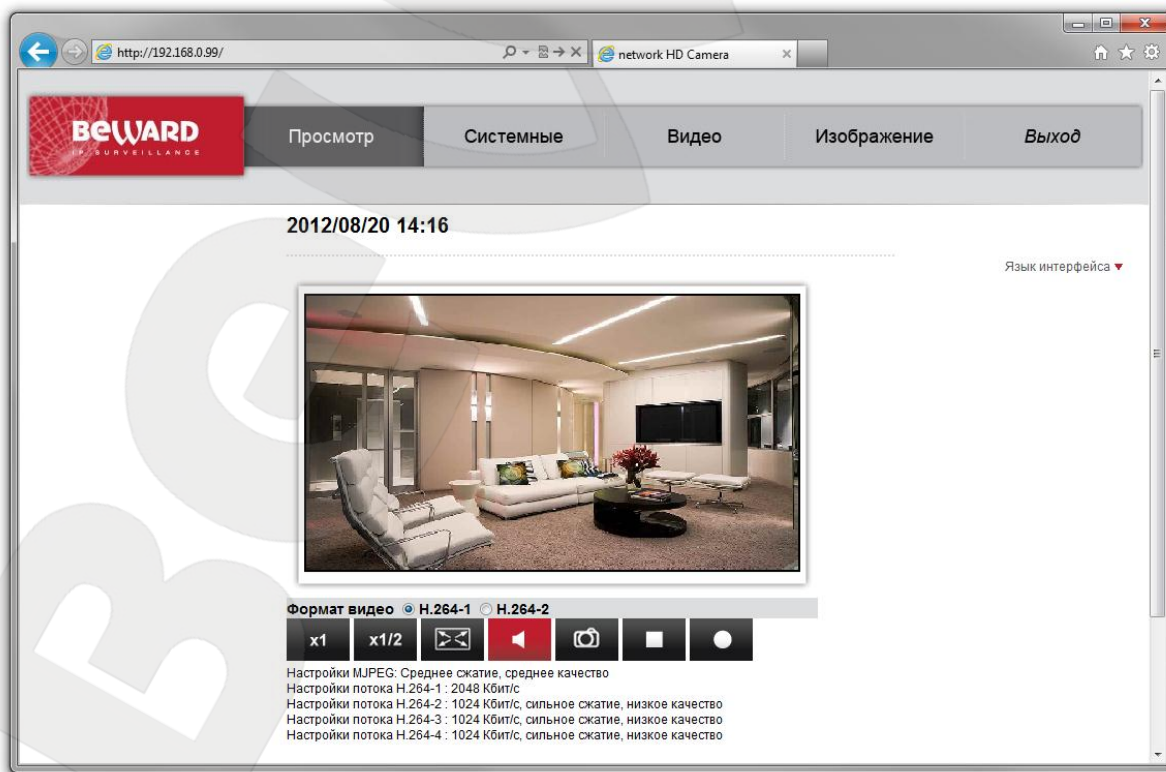 http://192.168.0.99/
network HD Camera
BEWARD
IP SURVEILLANCE
Просмотр
Системные
Видео
Изображение
Выход
2012/08/20 14:16
Язык интерфейса
Формат видео H.264-1 H.264-2
x1
x1/2
Настройки MJPEG: Среднее сжатие, среднее качество
Настройки потока H.264-1 : 2048 Кбит/с
Настройки потока H.264-2 : 1024 Кбит/с, сильное сжатие, низкое качество
Настройки потока H.264-3 : 1024 Кбит/с, сильное сжатие, низкое качество
Настройки потока H.264-4 : 1024 Кбит/с, сильное сжатие, низкое качество